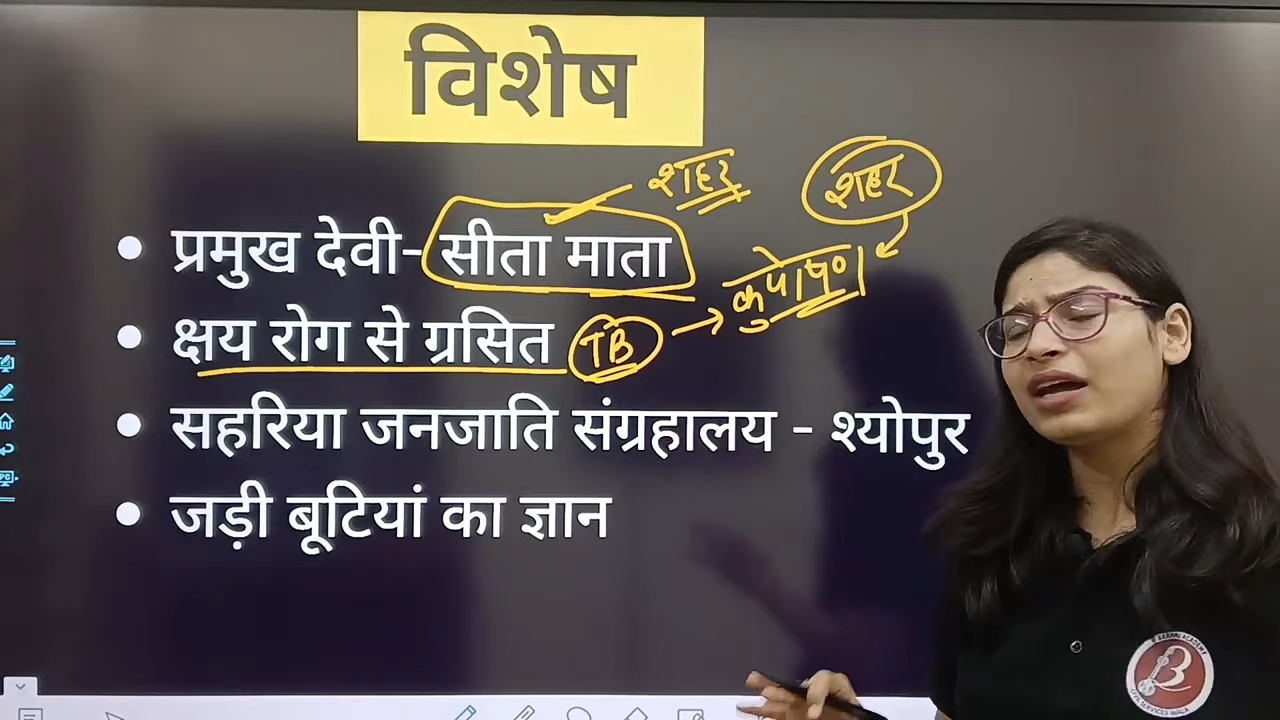 विशेष
शहर
शहर
• प्रमुख देवी- सीता माता
कुपोषण
• क्षय रोग से ग्रसित TB
• सहरिया जनजाति संग्रहालय - श्योपुर
• जड़ी बूटियां का ज्ञान